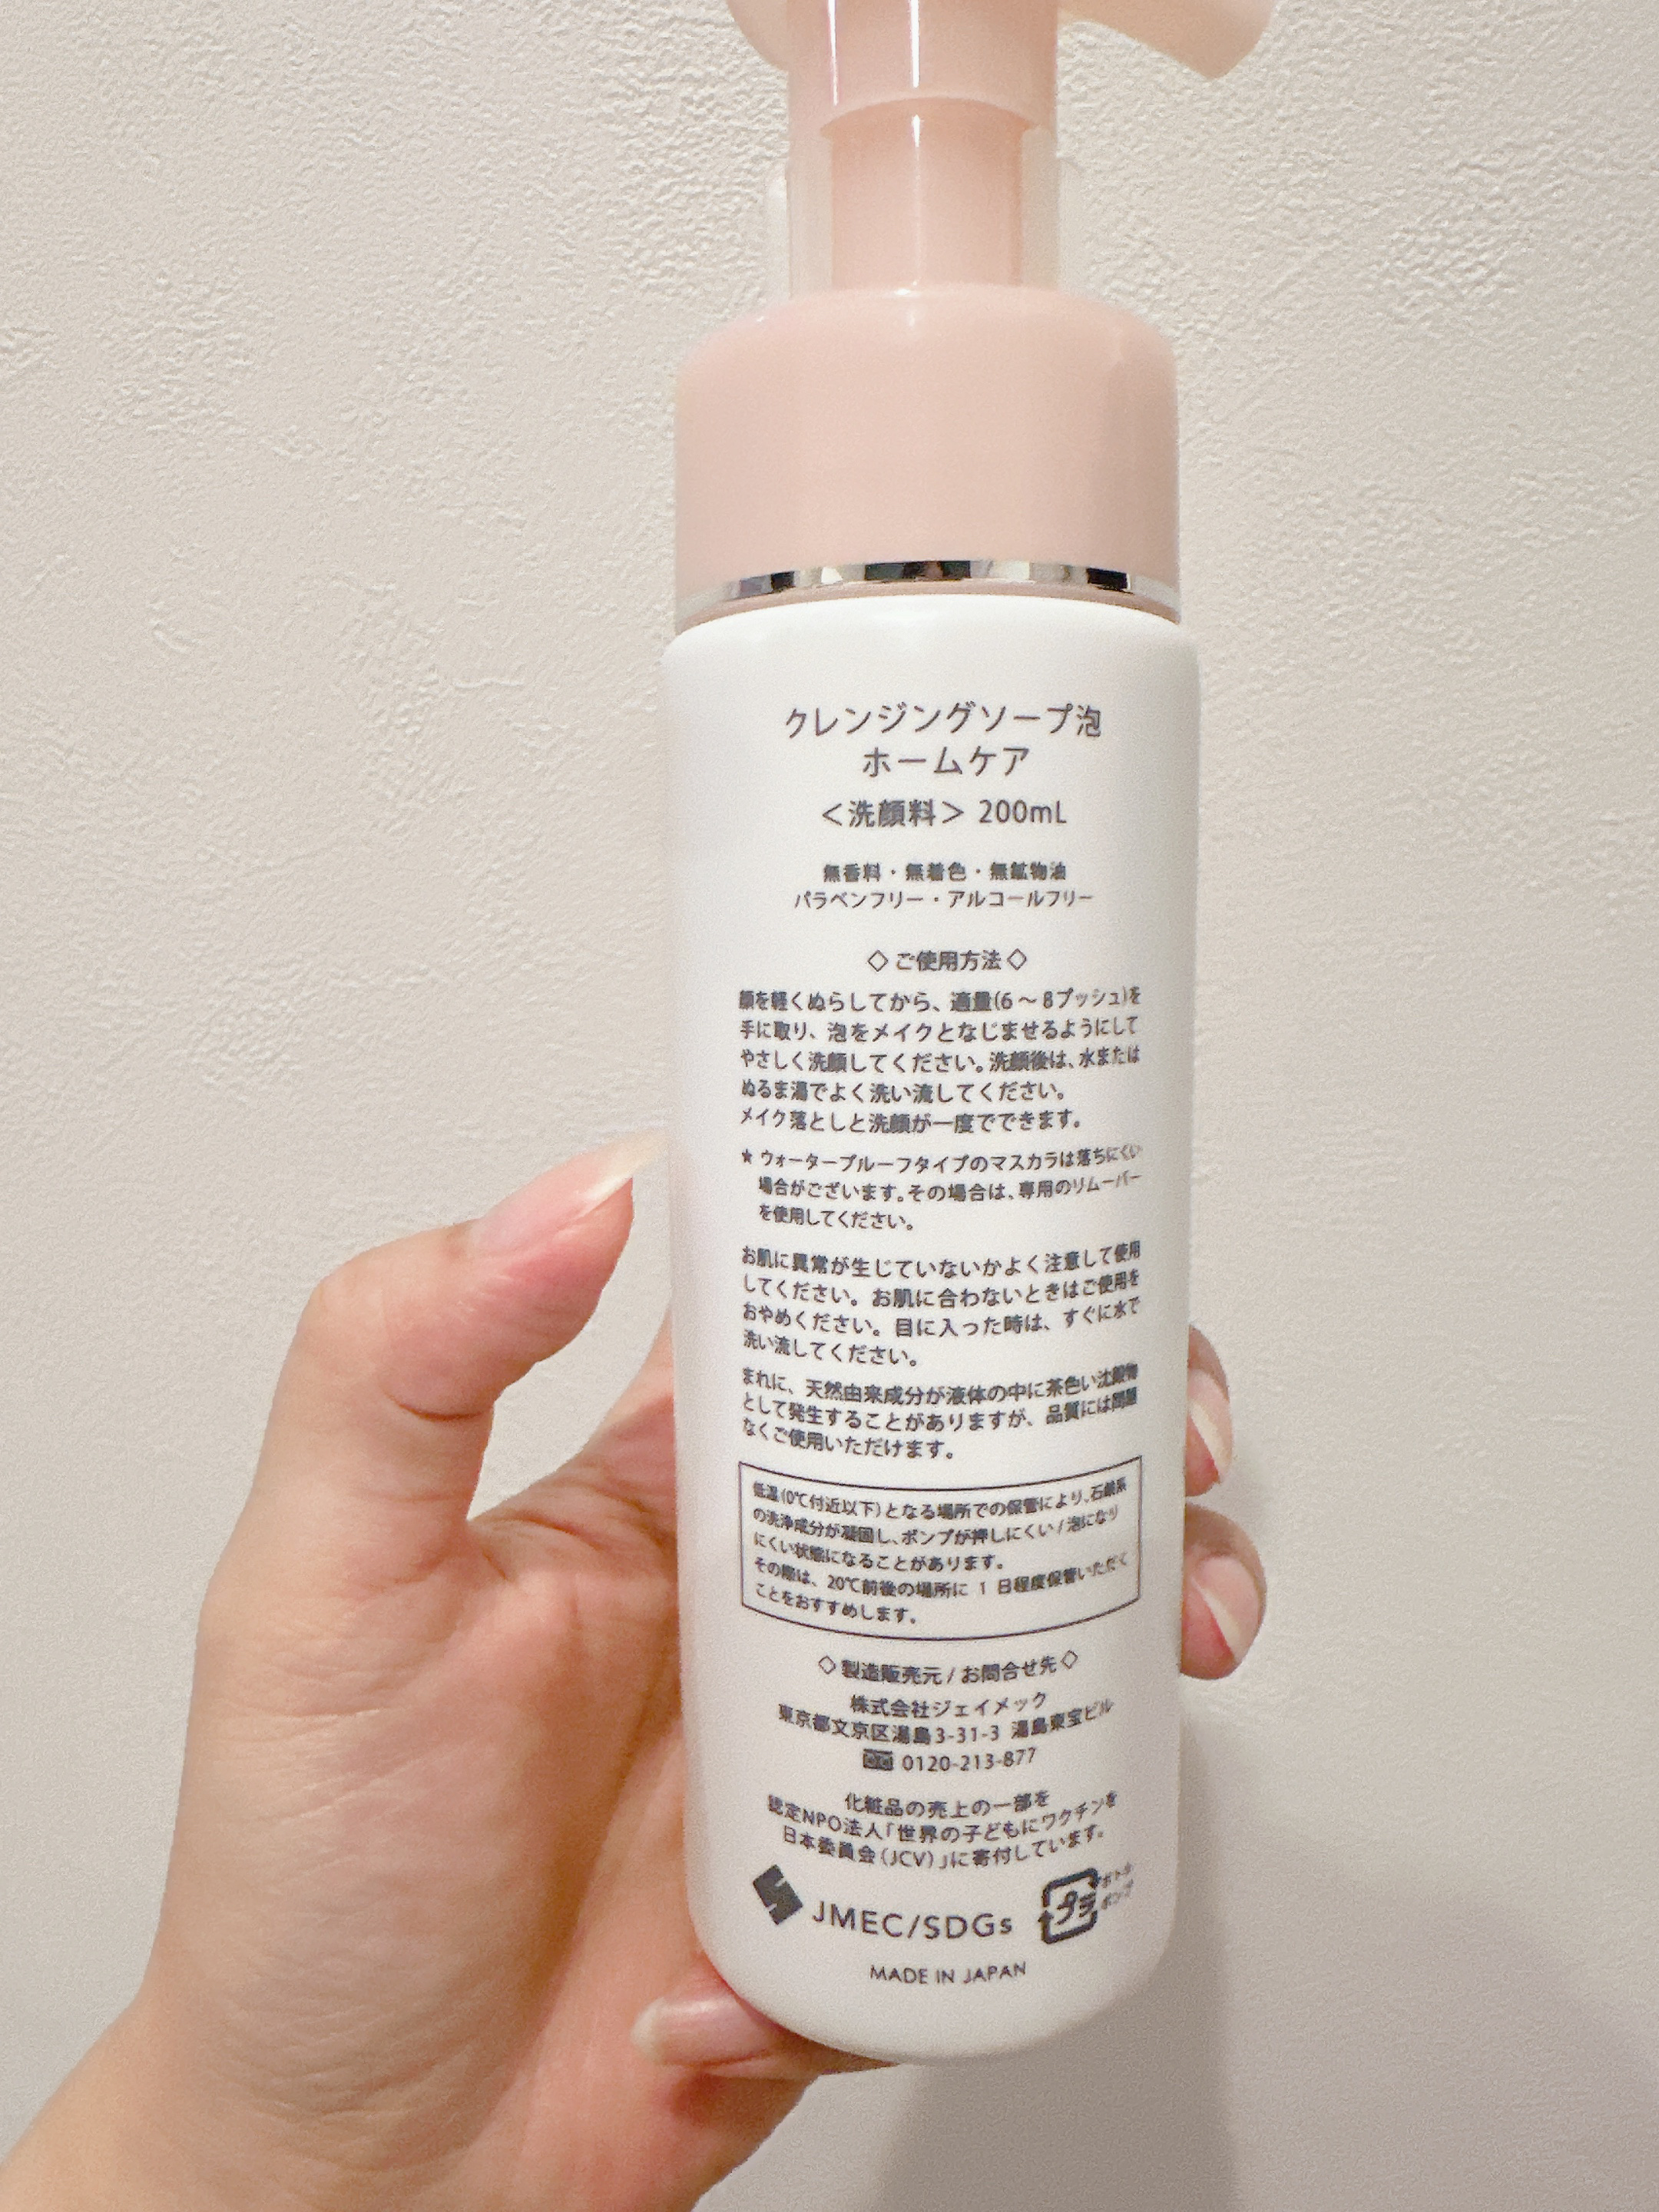 クレンジングソープ泡
ホームケア
＜洗顔料＞ 200mL
無香料・無着色・無鉱物油
パラベンフリー・アルコールフリー
◇ご使用方法◇
顔を軽くぬらしてから、適量(6～8プッシュ)を
手に取り、泡をメイクとなじませるようにして
やさしく洗顔してください。洗顔後は、水または
ぬるま湯でよく洗い流してください。
メイク落としと洗顔が一度でできます。
★ウォータープルーフタイプのマスカラは落ちにくい
場合がございます。その場合は、専用のリムーバー
を使用してください。
お肌に異常が生じていないかよく注意して使用
してください。お肌に合わないときはご使用を
おやめください。目に入った時は、すぐに水で
洗い流してください。
まれに、天然由来成分が液体の中に茶色い沈殿物
として発生することがありますが、品質には問題
なくご使用いただけます。
低温(0℃付近以下)となる場所での保管により、石鹸系
の洗浄成分が凝固し、ポンプが押しにくい/泡になり
にくい状態になることがあります。
その際は、20℃前後の場所に 1 日程度保管いただく
ことをおすすめします。
◇製造販売元/お問合せ先◇
株式会社ジェイメック
東京都文京区湯島3-31-3 湯島東宝ビル
0120-213-877
化粧品の売上の一部を
認定NPO法人「世界の子どもにワクチンを
日本委員会(JCV)」に寄付しています。
JMEC/SDGs
プラ
ボトル
ポンプ
MADE IN JAPAN